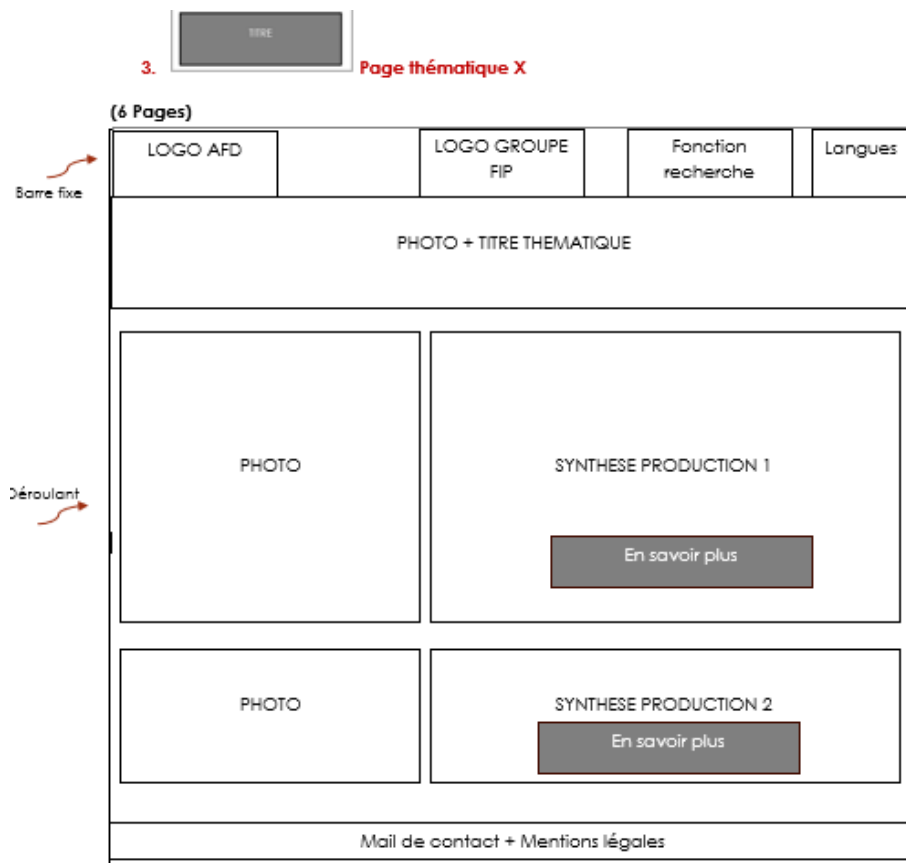 TITRE
3. Page thématique X
(6 Pages)
LOGO AFD
LOGO GROUPE
FIP
Fonction
recherche
Langues
Barre fixe
PHOTO + TITRE THEMATIQUE
PHOTO
SYNTHESE PRODUCTION 1
Déroulant
En savoir plus
PHOTO
SYNTHESE PRODUCTION 2
En savoir plus
Mail de contact + Mentions légales